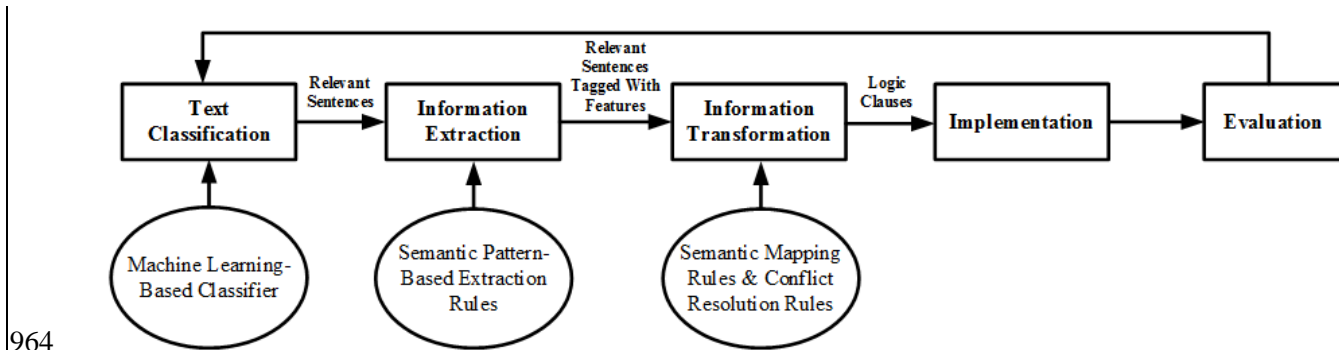 Relevant
Sentences
Tagged With
Features
Relevant
Sentences
Logic
Clauses
Text
Classification
Information
Extraction
Information
Transformation
Implementation
Evaluation
Machine Learning-
Based Classifier
Semantic Pattern-
Based Extraction
Rules
Semantic Mapping
Rules & Conflict
Resolution Rules
964